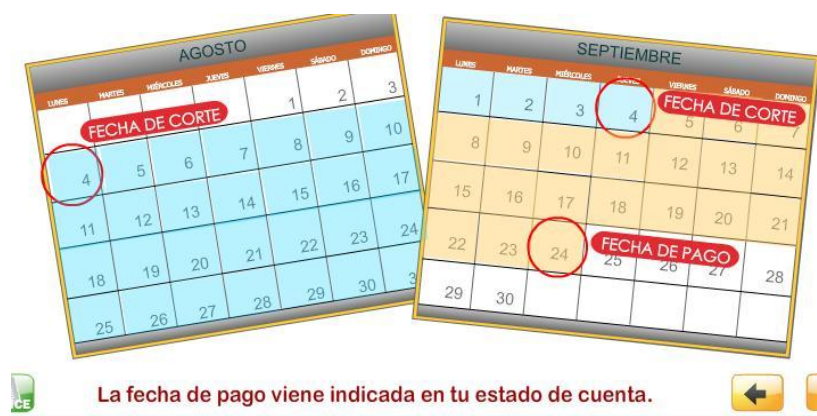 AGOSTO
LUNES MARTES MIÉRCOLES JUEVES VIERNES SÁBADO DOMINGO
1 2 3
FECHA DE CORTE
4 5 6 7 8 9 10
11 12 13 14 15 16 17
18 19 20 21 22 23 24
25 26 27 28 29 30
SEPTIEMBRE
LUNES MARTES MIÉRCOLES JUEVES VIERNES SÁBADO DOMINGO
1 2 3 4 5 6 7
FECHA DE CORTE
8 9 10 11 12 13 14
15 16 17 18 19 20 21
22 23 24 25 26 27 28
FECHA DE PAGO
29 30
La fecha de pago viene indicada en tu estado de cuenta.